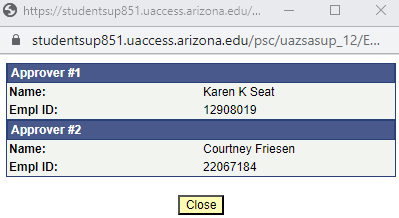 https://studentsup851.uaccess.arizona.edu/...
studentsup851.uaccess.arizona.edu/psc/uazsasup_12/E...
Approver #1
Name: Karen K Seat
Empl ID: 12908019
Approver #2
Name: Courtney Friesen
Empl ID: 22067184
Close